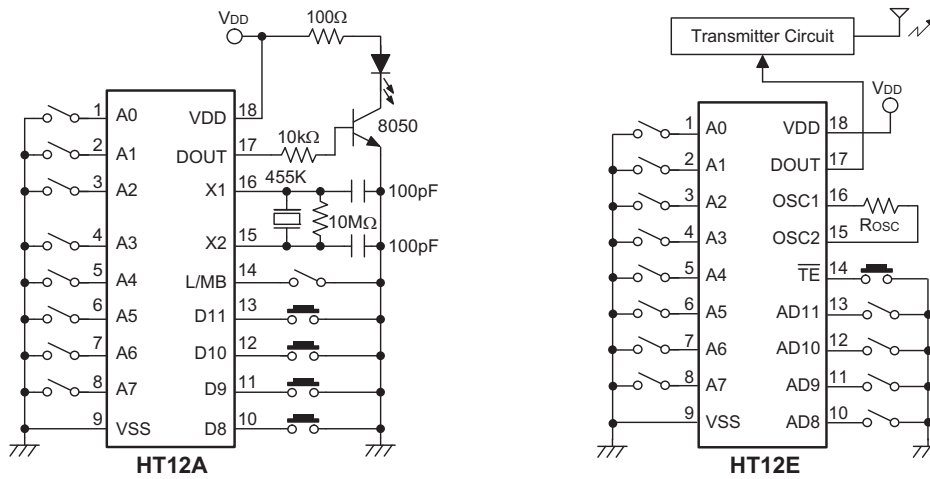 VDD
100Ω
8050
1 A0 VDD 18
2 A1 DOUT 17 10kΩ
3 A2 X1 16 455K 100pF
10MΩ
4 A3 X2 15 100pF
5 A4 L/MB 14
6 A5 D11 13
7 A6 D10 12
8 A7 D9 11
9 VSS D8 10
HT12A
Transmitter Circuit
VDD
1 A0 VDD 18
2 A1 DOUT 17
3 A2 OSC1 16
ROSC
4 A3 OSC2 15
5 A4 TE 14
6 A5 AD11 13
7 A6 AD10 12
8 A7 AD9 11
9 VSS AD8 10
HT12E